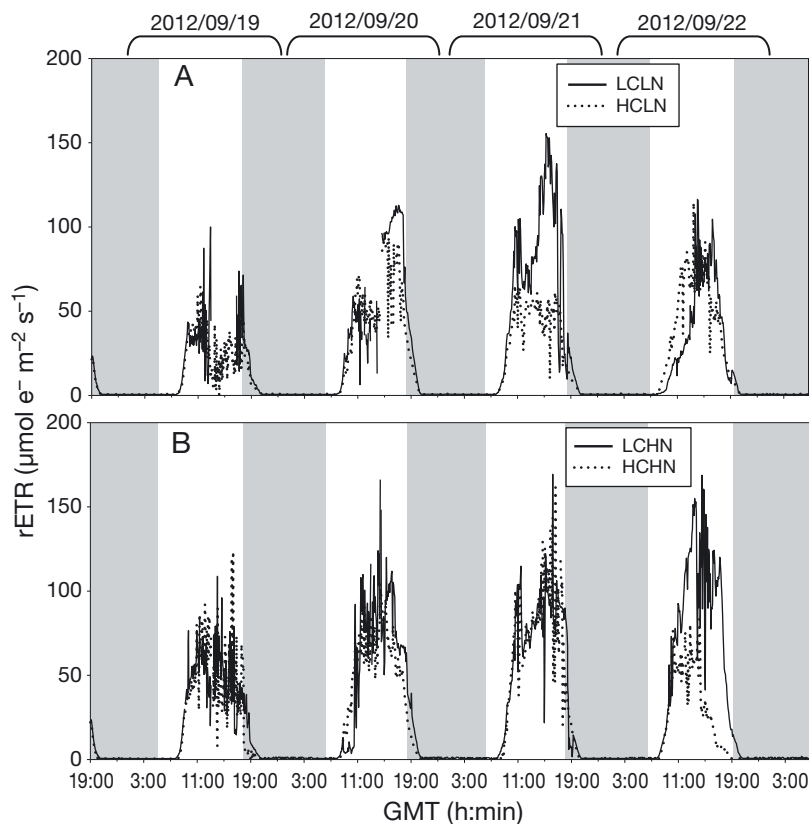 2012/09/19 2012/09/20 2012/09/21 2012/09/22
200
A
LCLN
HCLN
150
100
50
0
200
B
LCHN
HCHN
150
100
50
0
rETR (µmol e⁻ m⁻² s⁻¹)
19:00 3:00 11:00 19:00 3:00 11:00 19:00 3:00 11:00 19:00 3:00 11:00 19:00 3:00
GMT (h:min)